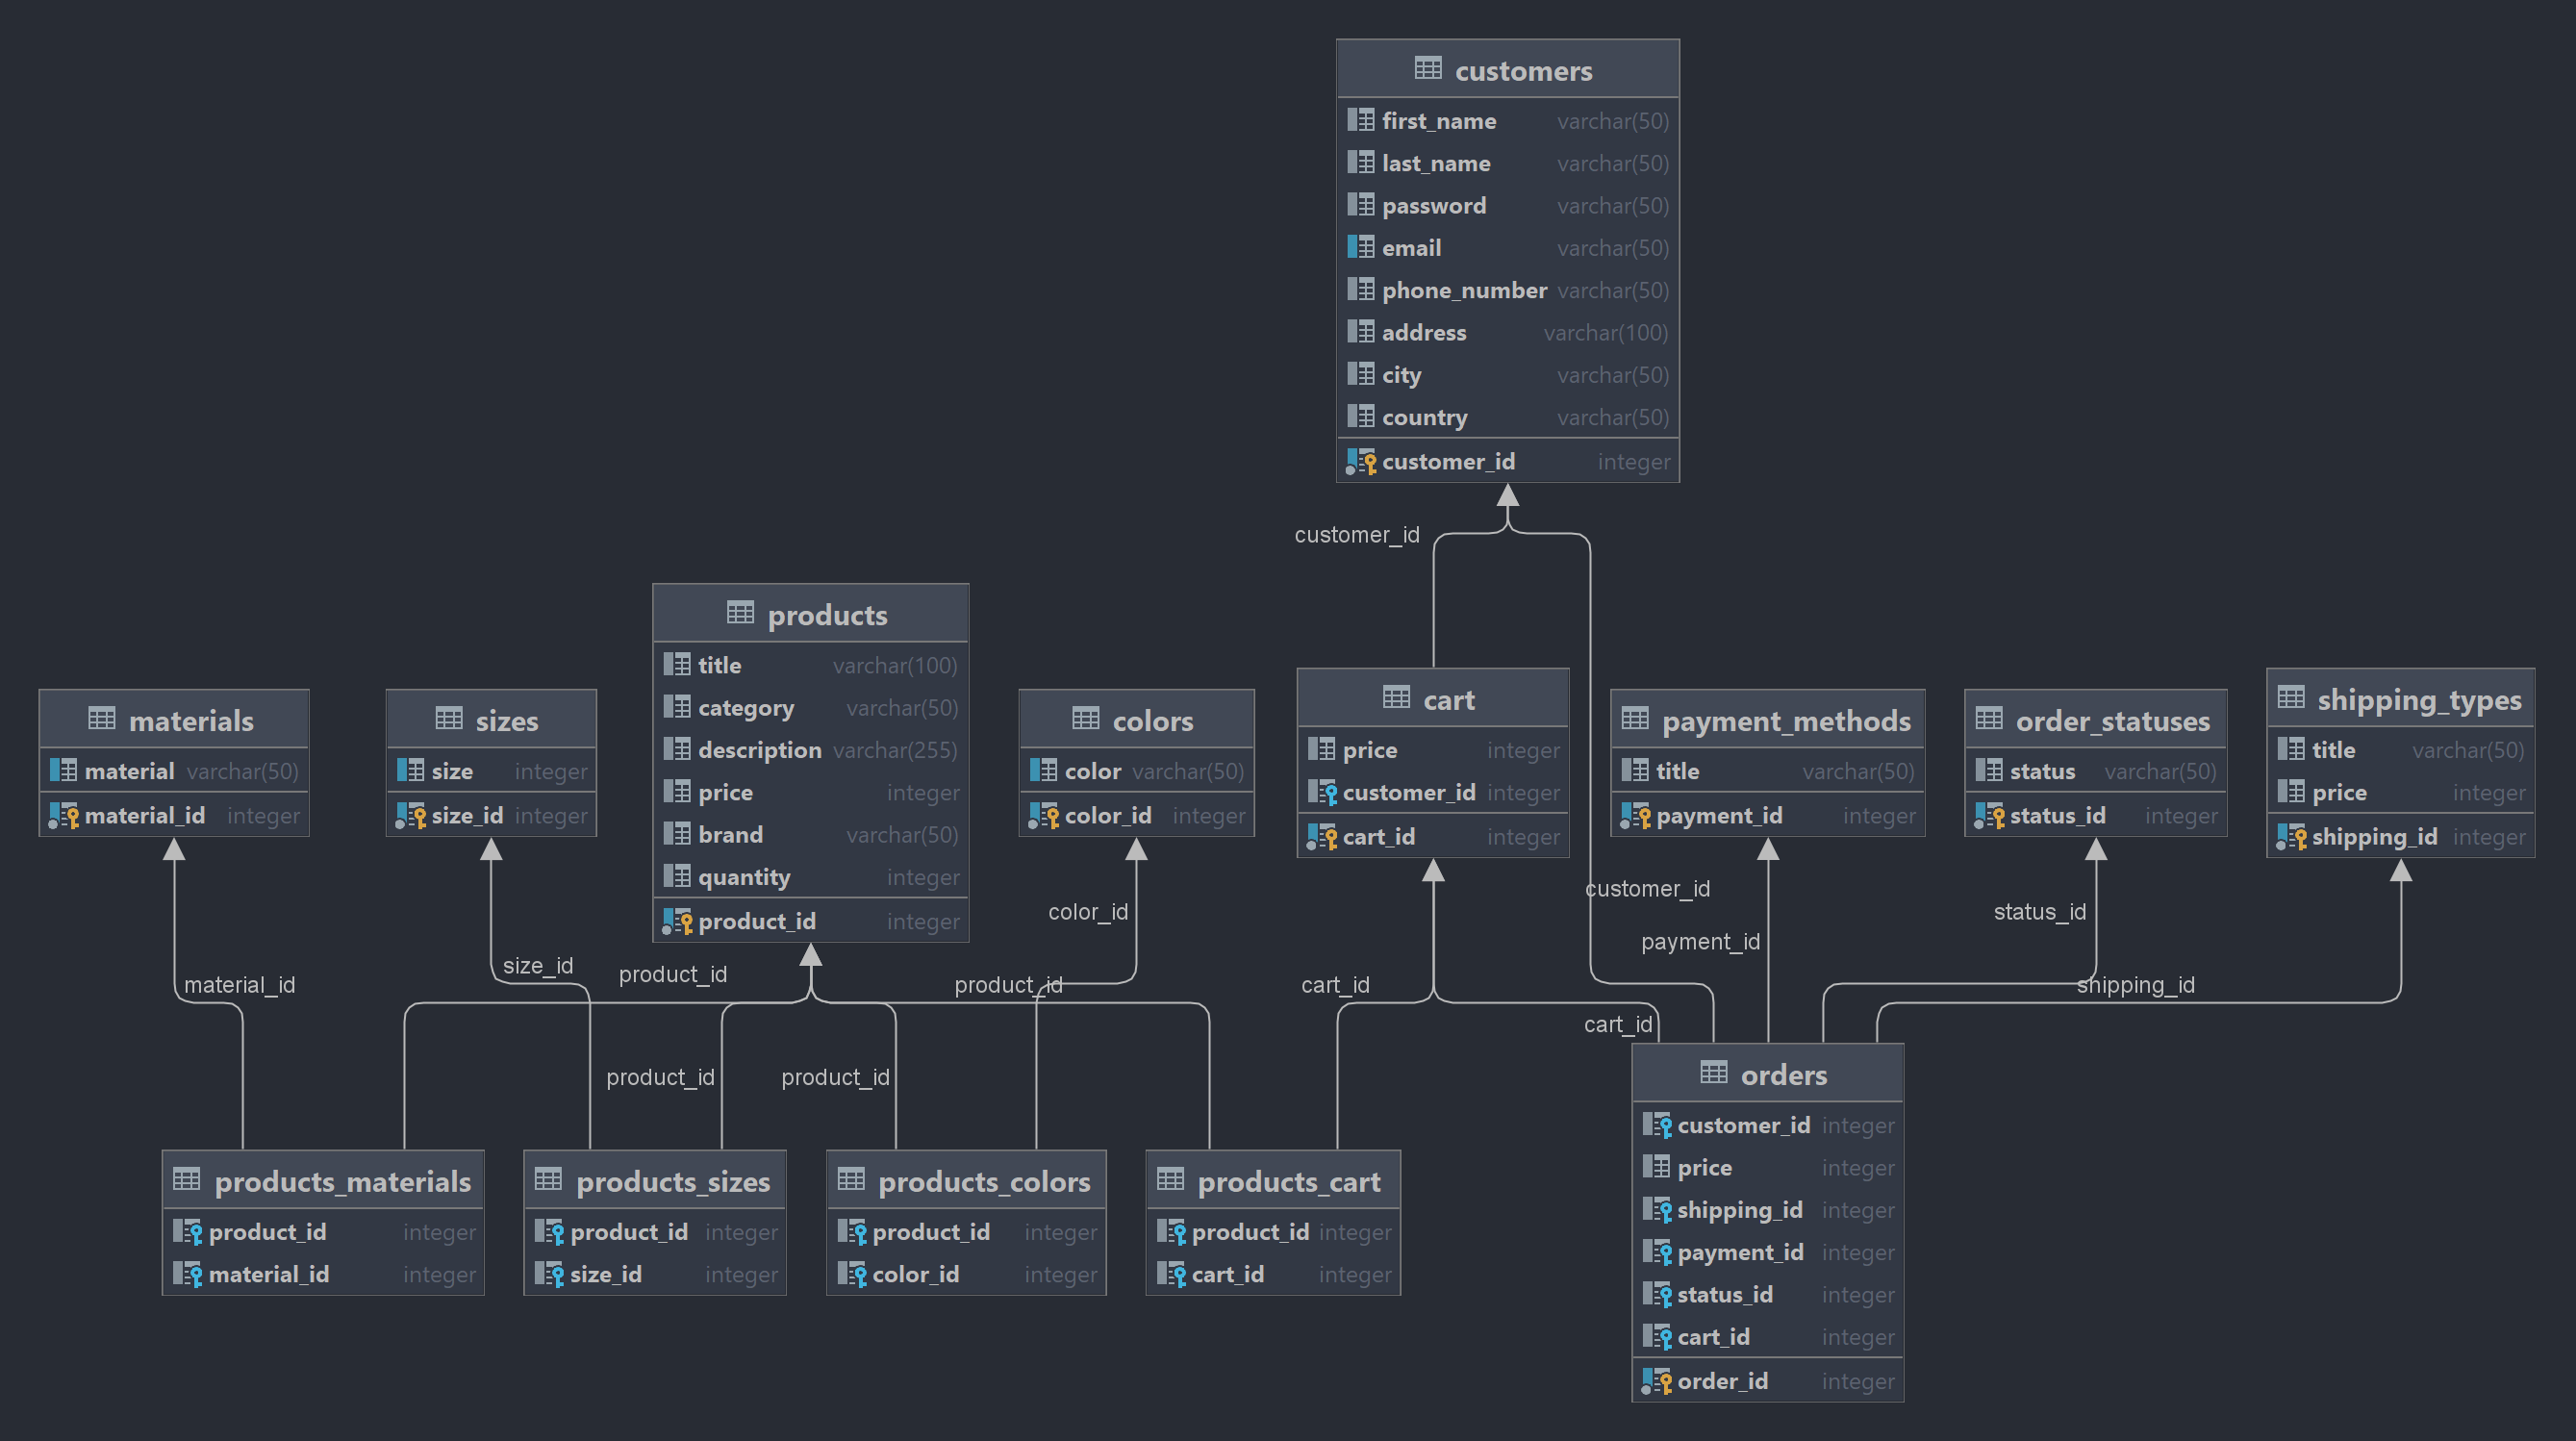 customers
first_name varchar(50)
last_name varchar(50)
password varchar(50)
email varchar(50)
phone_number varchar(50)
address varchar(100)
city varchar(50)
country varchar(50)
customer_id integer
customer_id
products
title varchar(100)
category varchar(50)
description varchar(255)
price integer
brand varchar(50)
quantity integer
product_id integer
materials
material varchar(50)
material_id integer
sizes
size integer
size_id integer
colors
color varchar(50)
color_id integer
cart
price integer
customer_id integer
cart_id integer
payment_methods
title varchar(50)
payment_id integer
order_statuses
status varchar(50)
status_id integer
shipping_types
title varchar(50)
price integer
shipping_id integer
customer_id
color_id
status_id
payment_id
size_id
product_id
material_id
product_id
cart_id
shipping_id
cart_id
product_id
product_id
products_materials
product_id integer
material_id integer
products_sizes
product_id integer
size_id integer
products_colors
product_id integer
color_id integer
products_cart
product_id integer
cart_id integer
orders
customer_id integer
price integer
shipping_id integer
payment_id integer
status_id integer
cart_id integer
order_id integer